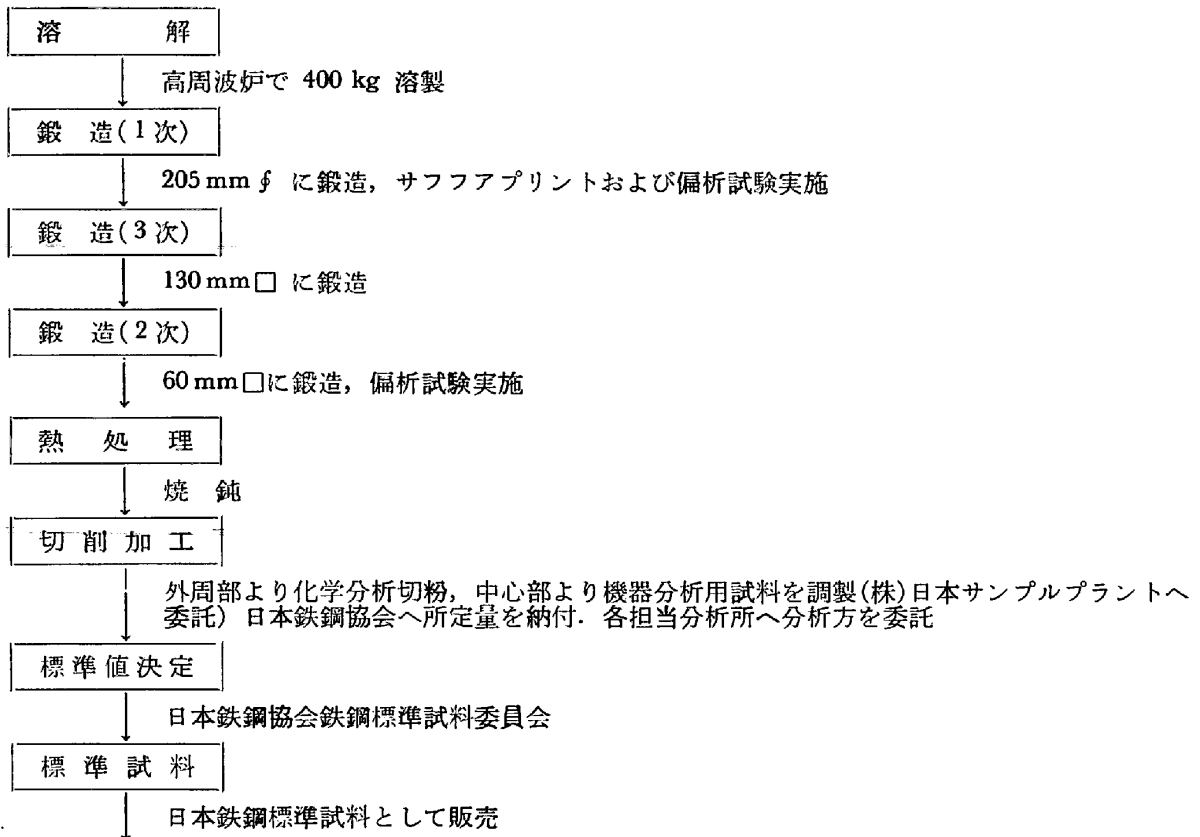 溶解
高周波炉で 400 kg 溶製
鍛造(1次)
205 mm∮ に鍛造，サフフアプリントおよび偏析試験実施
鍛造(3次)
130 mm□ に鍛造
鍛造(2次)
60 mm□に鍛造，偏析試験実施
熱処理
焼鈍
切削加工
外周部より化学分析切粉，中心部より機器分析用試料を調製(株)日本サンプルプラントへ
委託) 日本鉄鋼協会へ所定量を納付．各担当分析所へ分析方を委託
標準値決定
日本鉄鋼協会鉄鋼標準試料委員会
標準試料
日本鉄鋼標準試料として販売